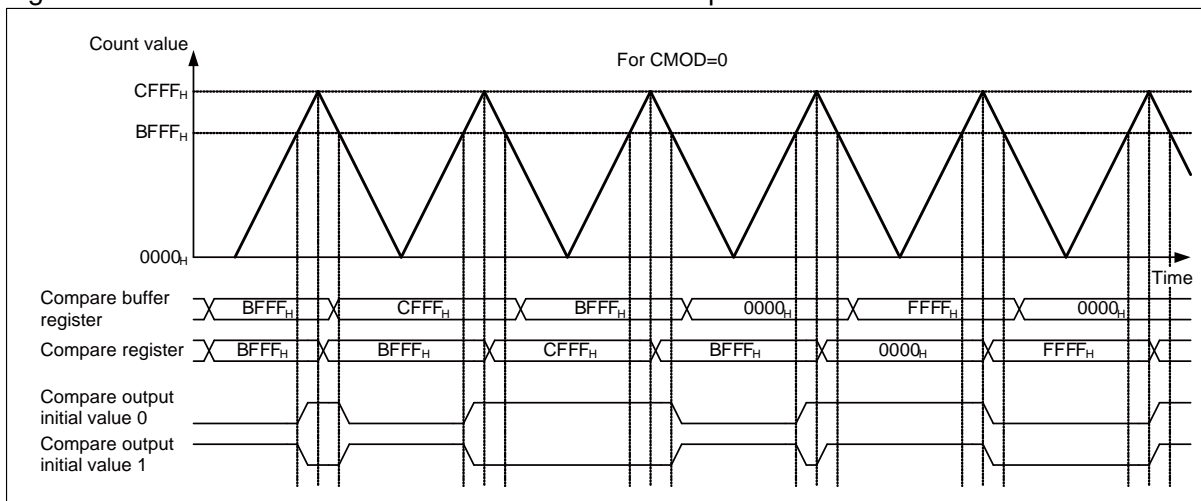 Count value
For CMOD=0
CFFFH
BFFFH
0000H
Time
Compare buffer register BFFFH CFFFH BFFFH 0000H FFFFH 0000H
Compare register BFFFH BFFFH CFFFH BFFFH 0000H FFFFH
Compare output
initial value 0
Compare output
initial value 1